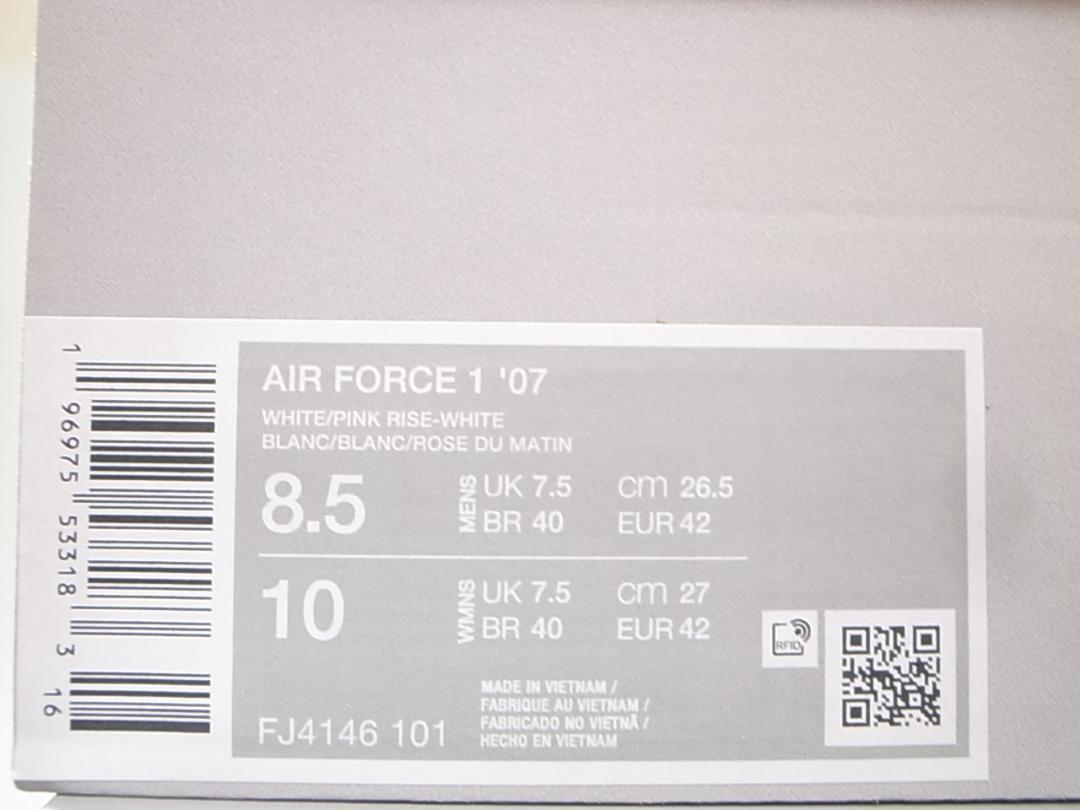 1 96975 53318 3 16
AIR FORCE 1 '07
WHITE/PINK RISE-WHITE
BLANC/BLANC/ROSE DU MATIN
8.5 MENS UK 7.5 cm 26.5
BR 40 EUR 42
10 WMNS UK 7.5 cm 27
BR 40 EUR 42
RFID
MADE IN VIETNAM /
FABRIQUE AU VIETNAM /
FABRICADO NO VIETNÃ /
HECHO EN VIETNAM
FJ4146 101